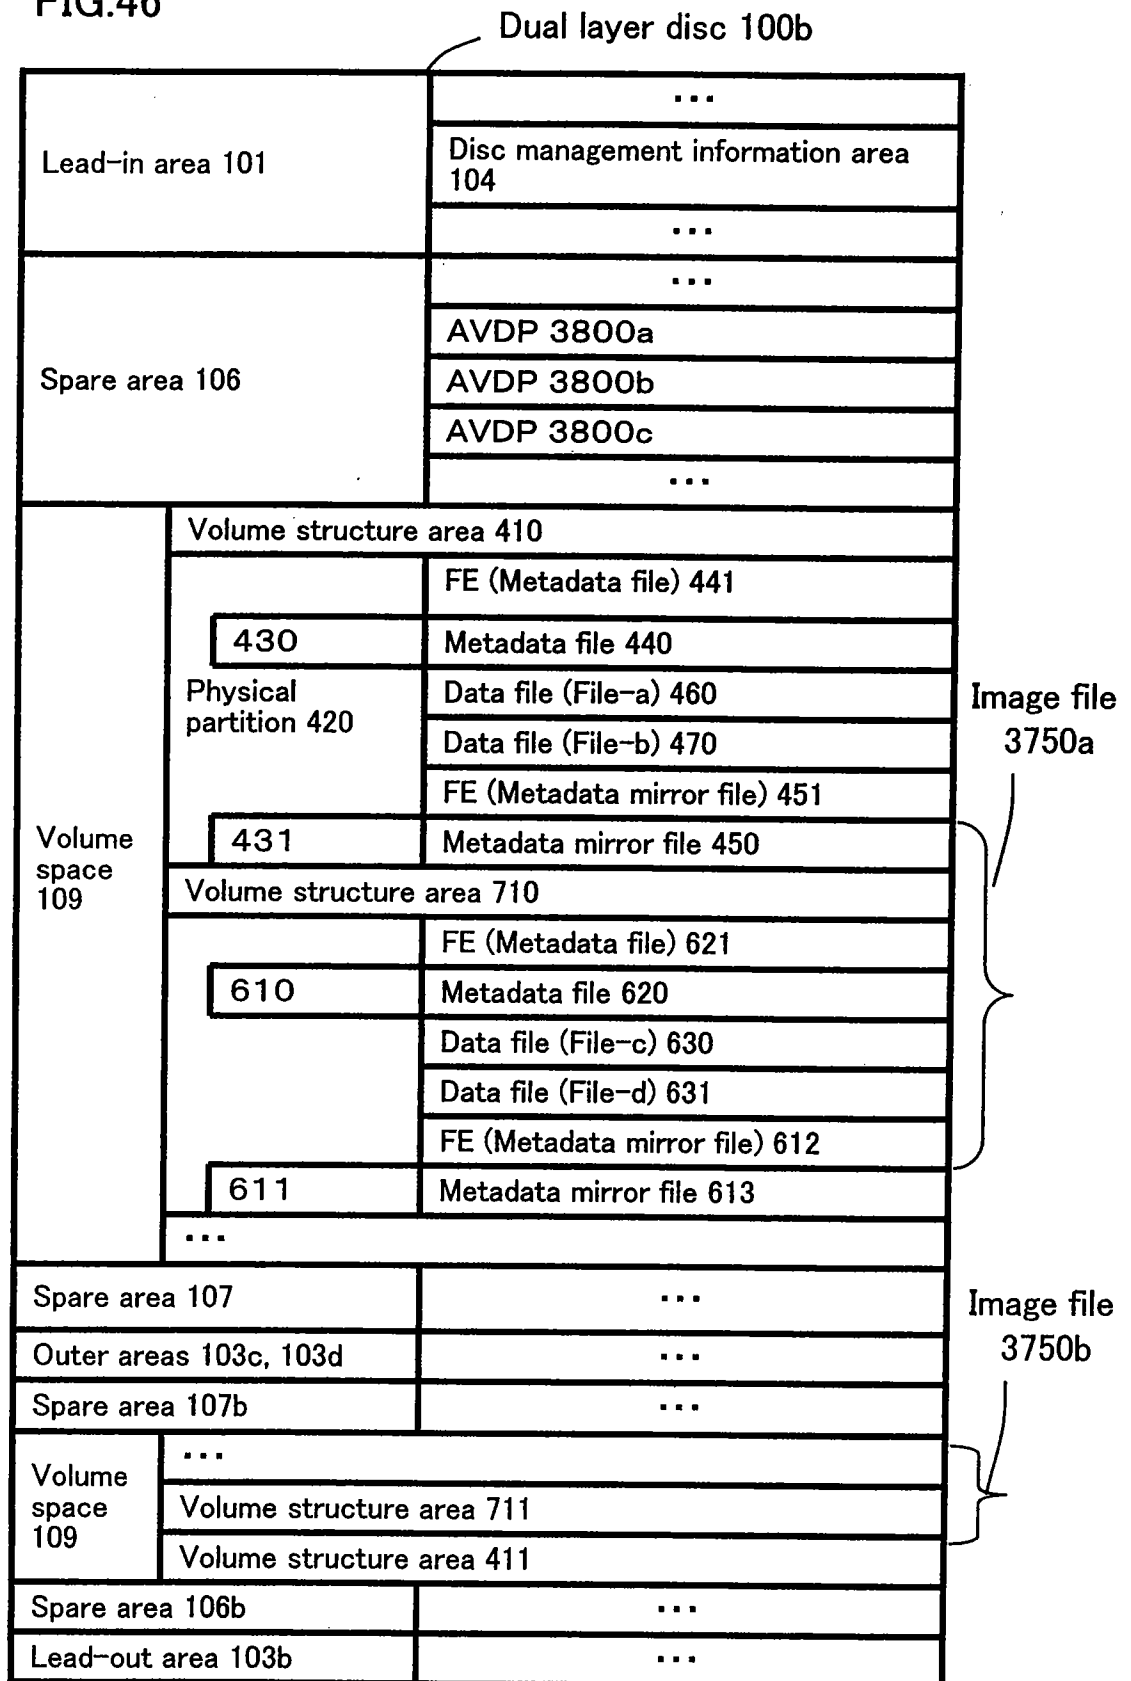 FIG.46
Dual layer disc 100b
...
Lead-in area 101
Disc management information area
104
...
...
Spare area 106
AVDP 3800a
AVDP 3800b
AVDP 3800c
...
Volume structure area 410
FE (Metadata file) 441
430
Metadata file 440
Physical
partition 420
Data file (File-a) 460
Data file (File-b) 470
Image file
3750a
FE (Metadata mirror file) 451
Volume
space
109
431
Metadata mirror file 450
Volume structure area 710
FE (Metadata file) 621
610
Metadata file 620
Data file (File-c) 630
Data file (File-d) 631
FE (Metadata mirror file) 612
611
Metadata mirror file 613
...
Spare area 107
...
Image file
3750b
Outer areas 103c, 103d
...
Spare area 107b
...
Volume
space
109
...
Volume structure area 711
Volume structure area 411
Spare area 106b
...
Lead-out area 103b
...